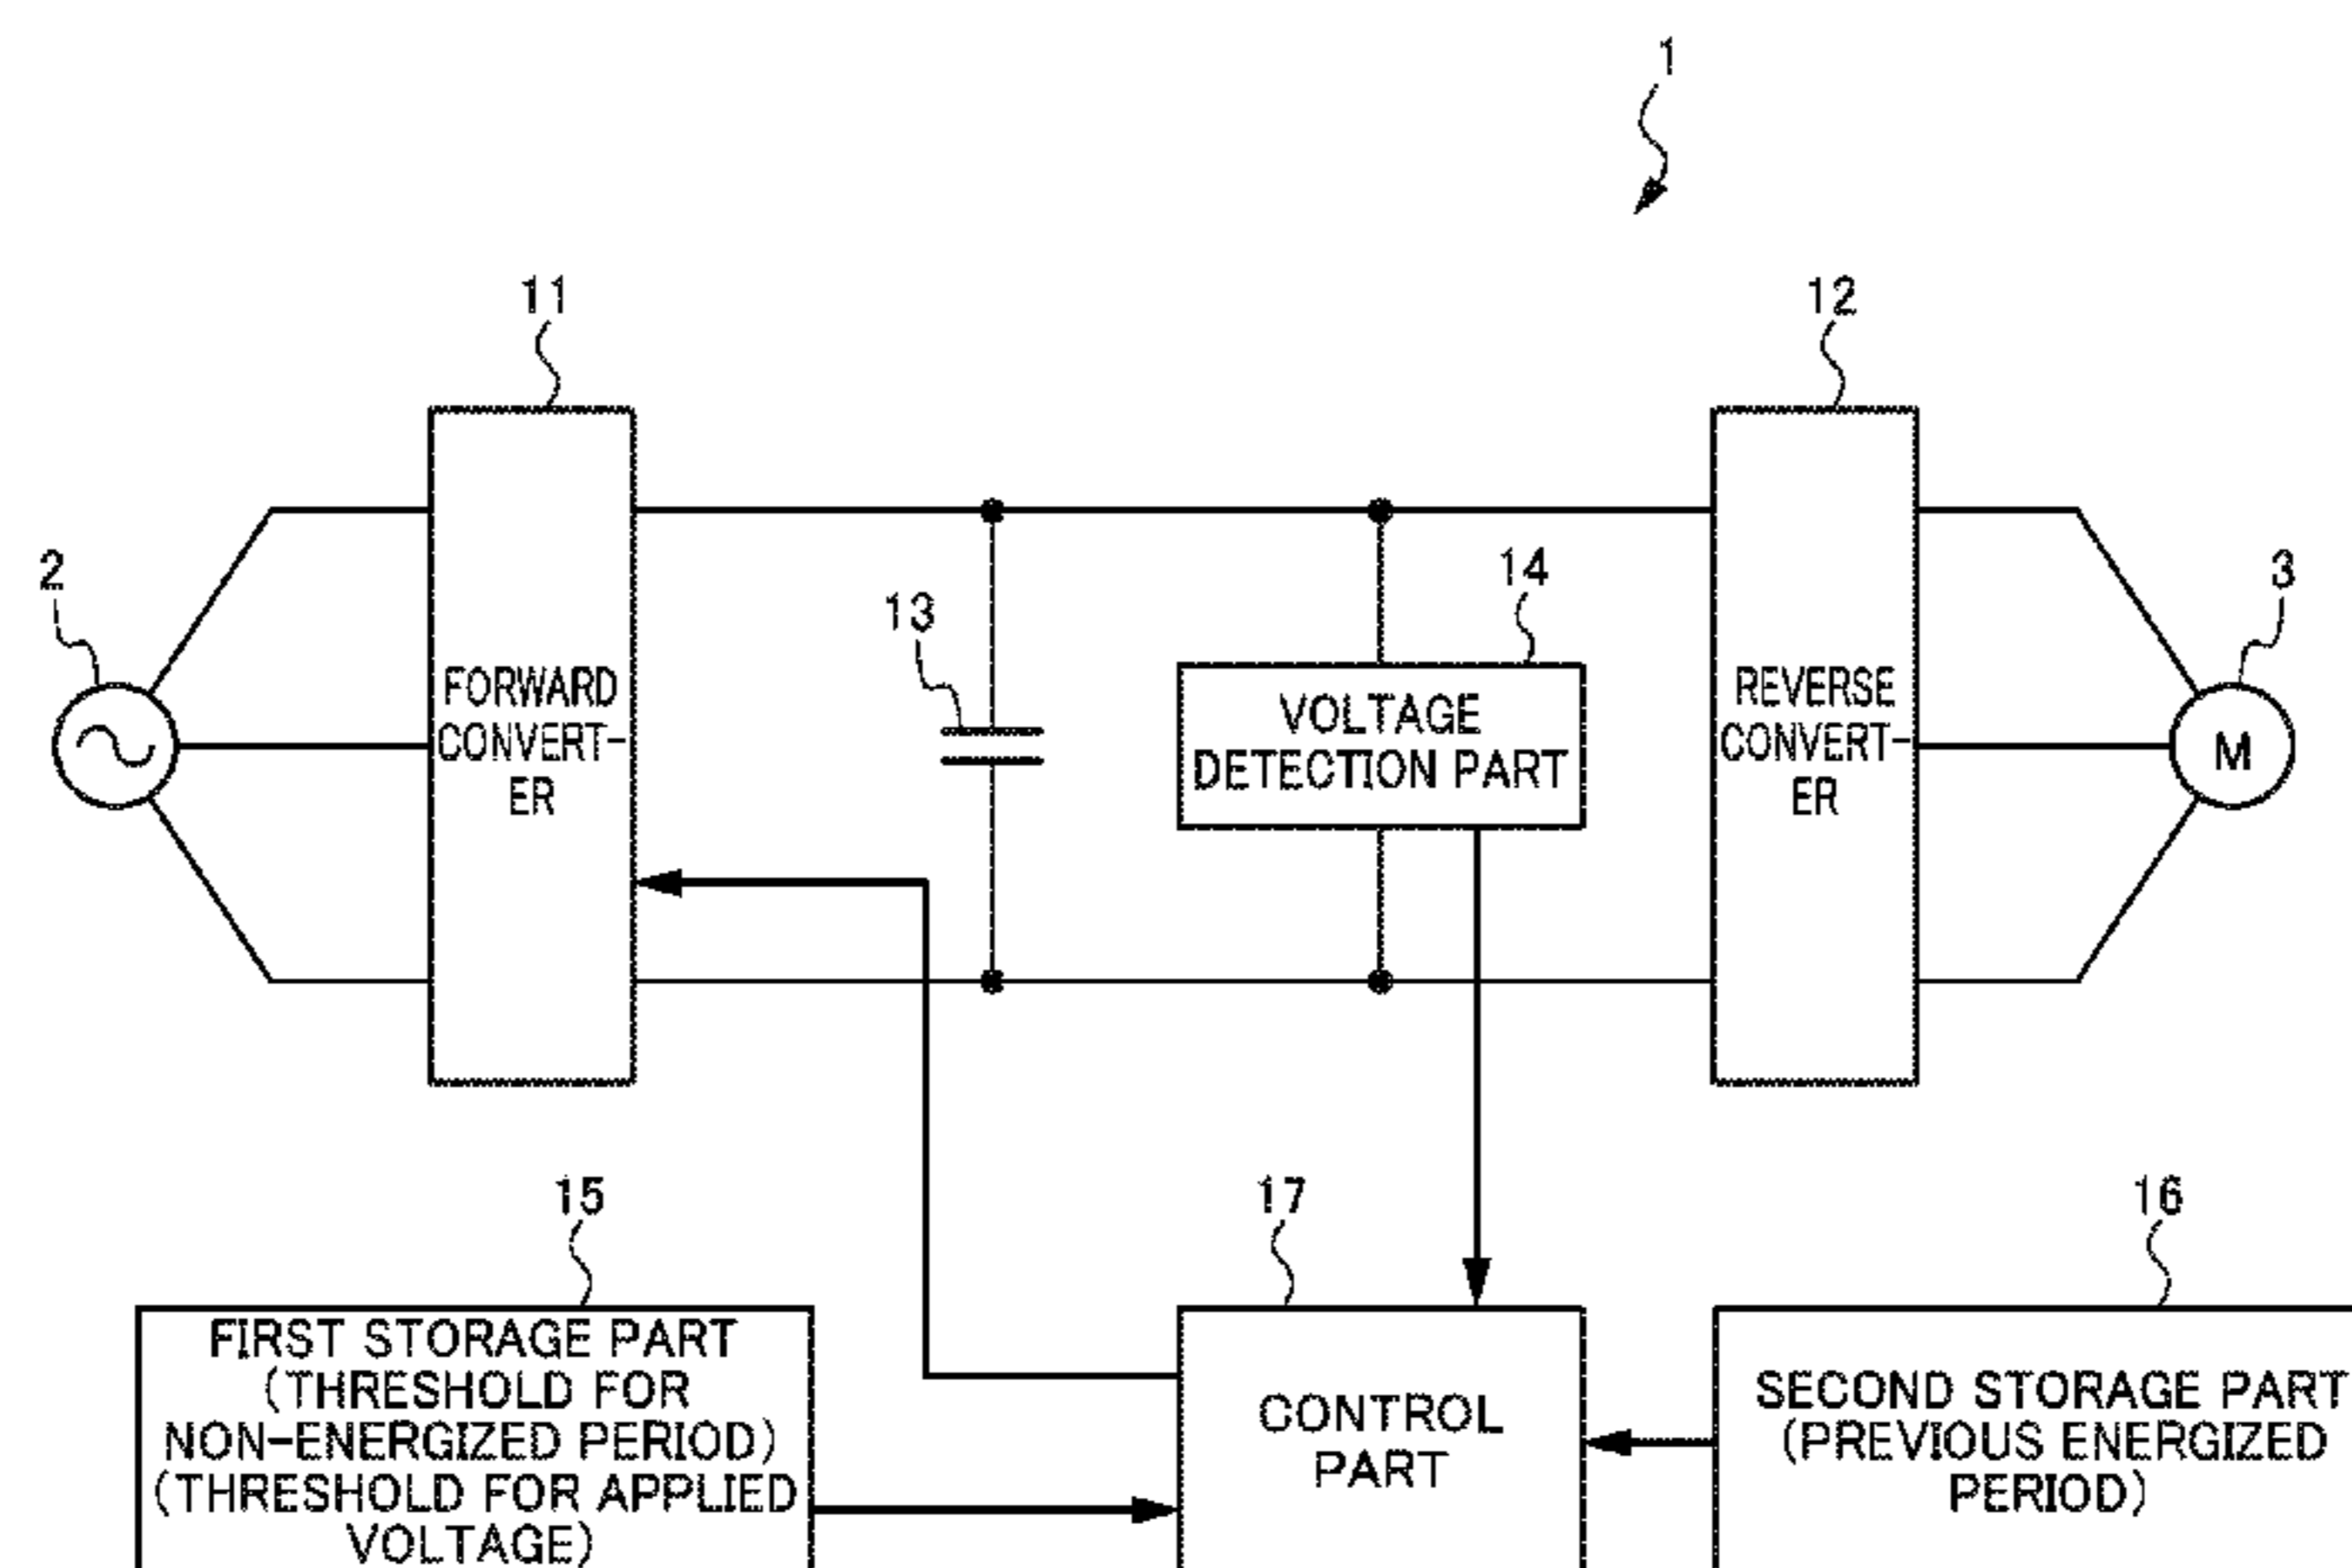 1
11
12
2
13
14
3
FORWARD
CONVERT-
ER
VOLTAGE
DETECTION PART
REVERSE
CONVERT-
ER
M
15
17
16
FIRST STORAGE PART
(THRESHOLD FOR
NON-ENERGIZED PERIOD)
(THRESHOLD FOR APPLIED
VOLTAGE)
CONTROL
PART
SECOND STORAGE PART
(PREVIOUS ENERGIZED
PERIOD)